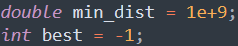 double min_dist = 1e+9;
int best = -1;